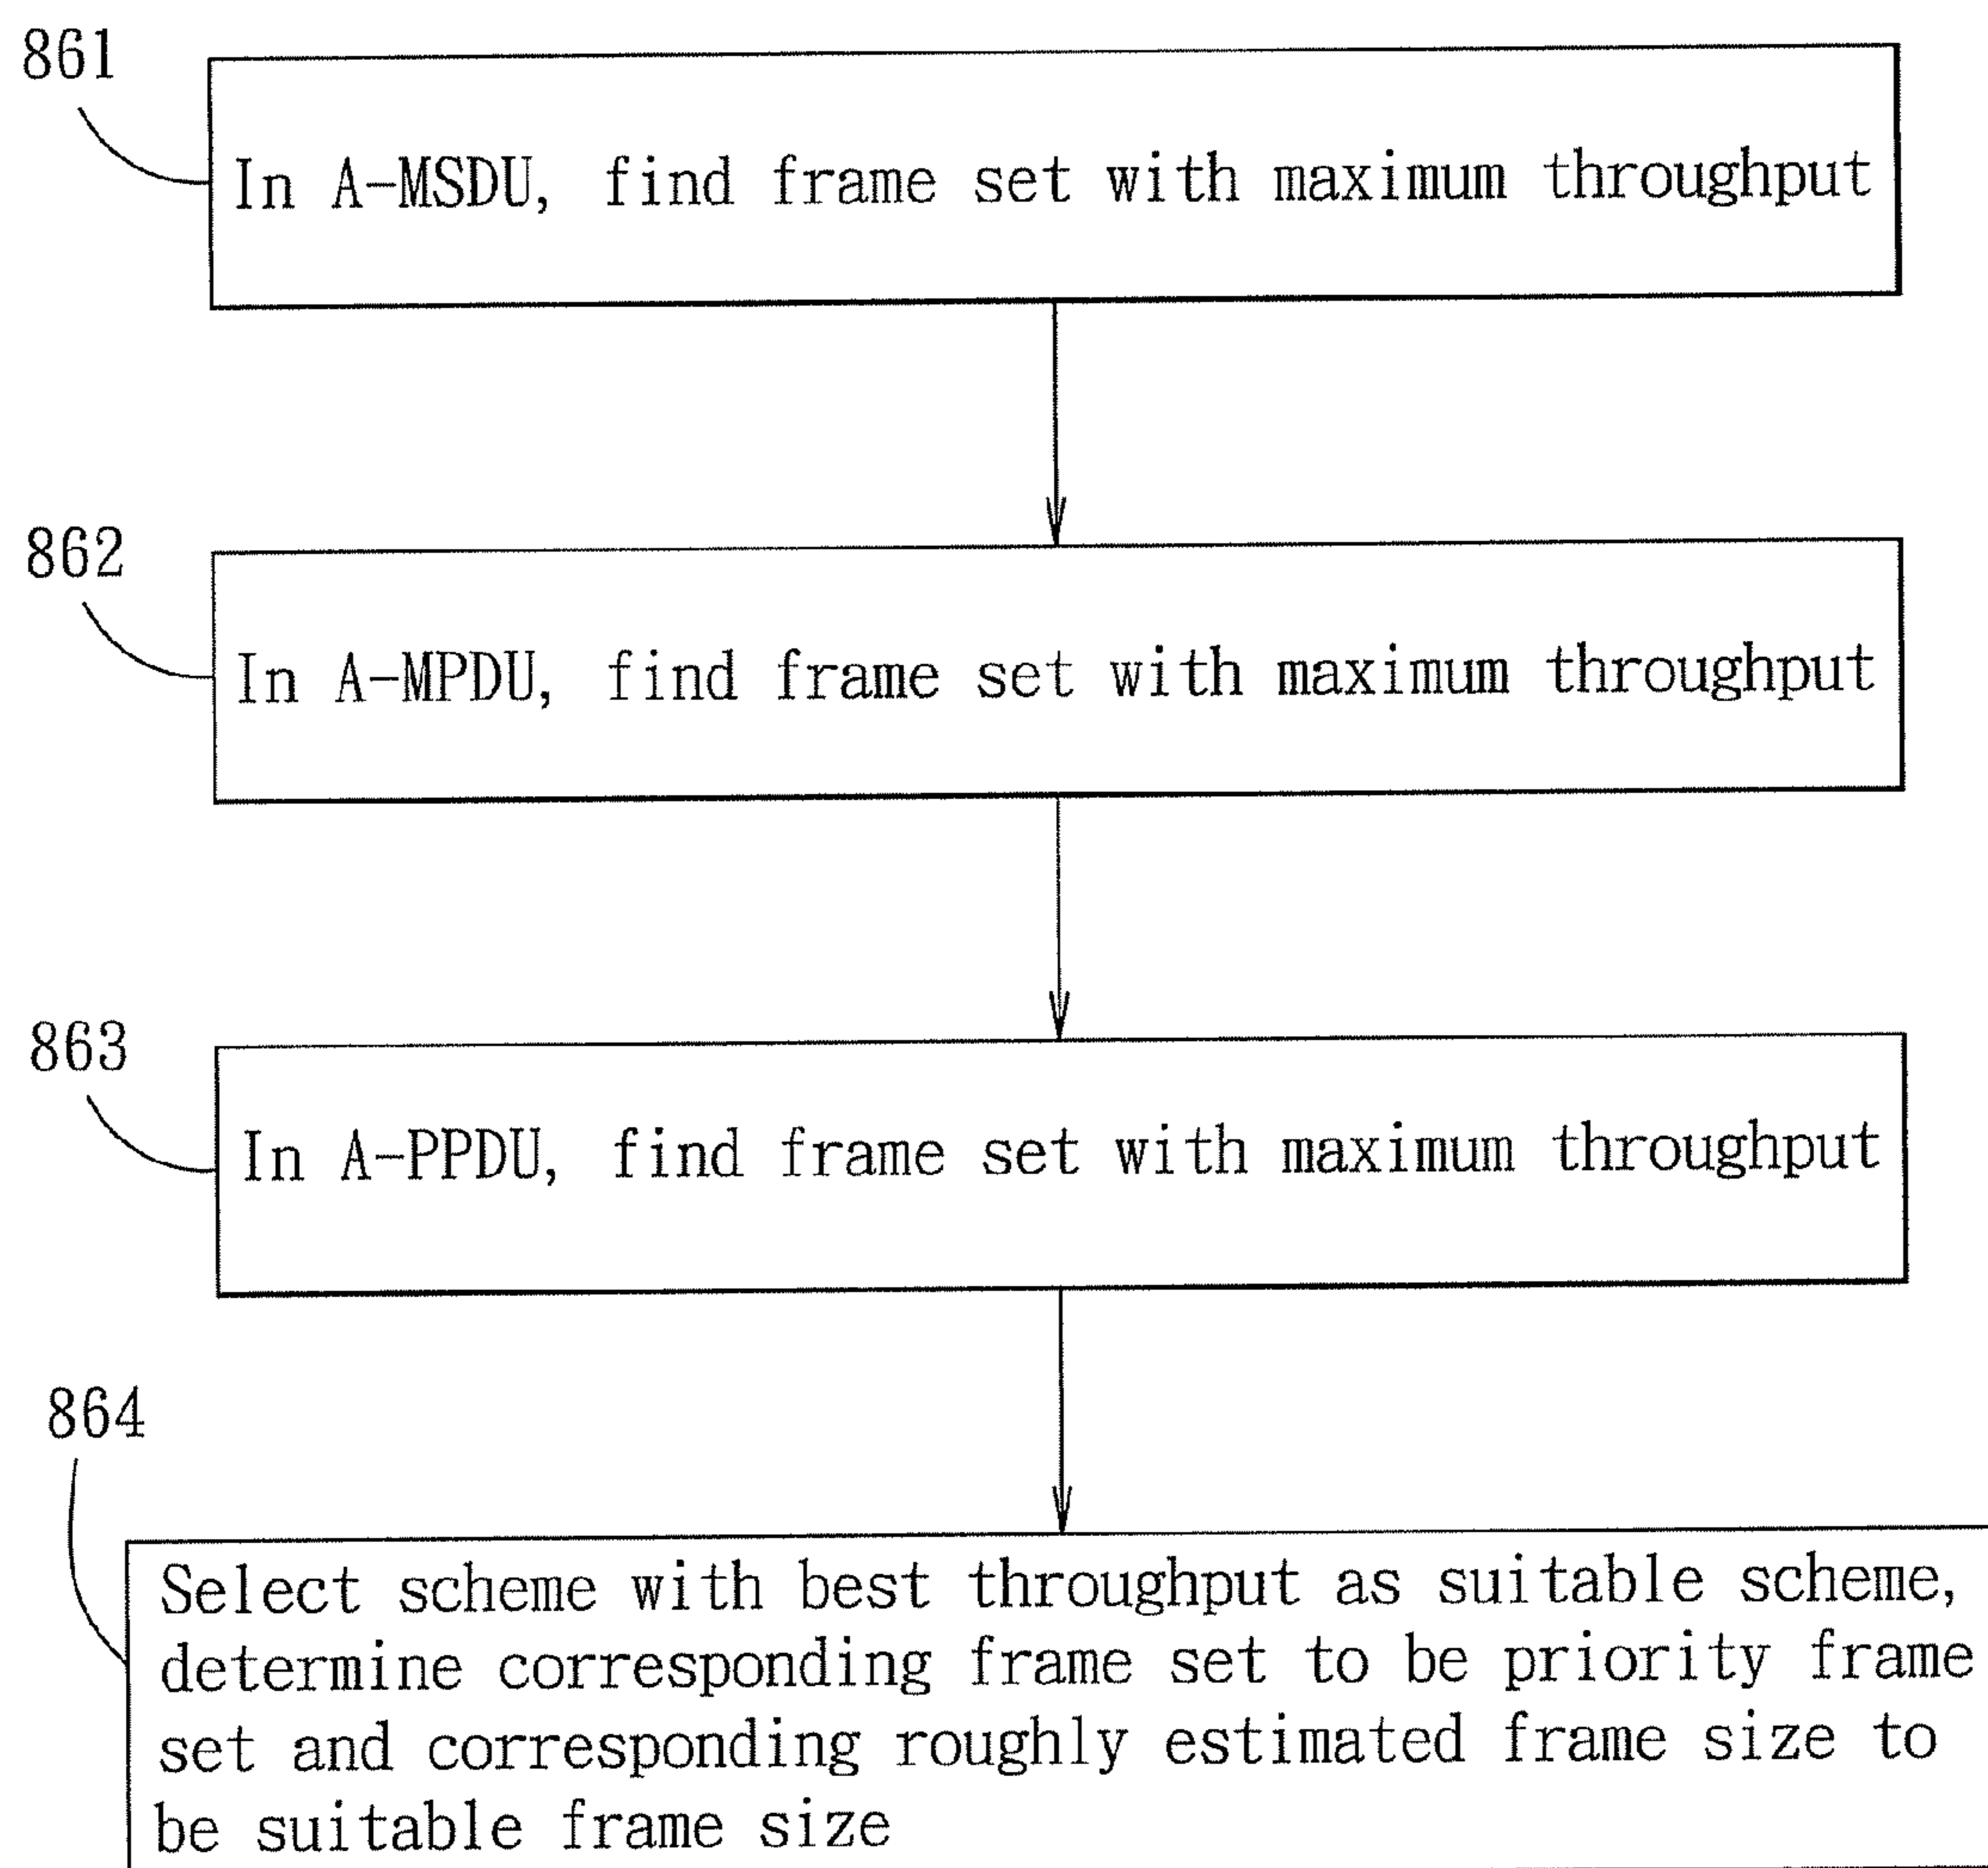 861
In A-MSDU, find frame set with maximum throughput
862
In A-MPDU, find frame set with maximum throughput
863
In A-PPDU, find frame set with maximum throughput
864
Select scheme with best throughput as suitable scheme,
determine corresponding frame set to be priority frame
set and corresponding roughly estimated frame size to
be suitable frame size